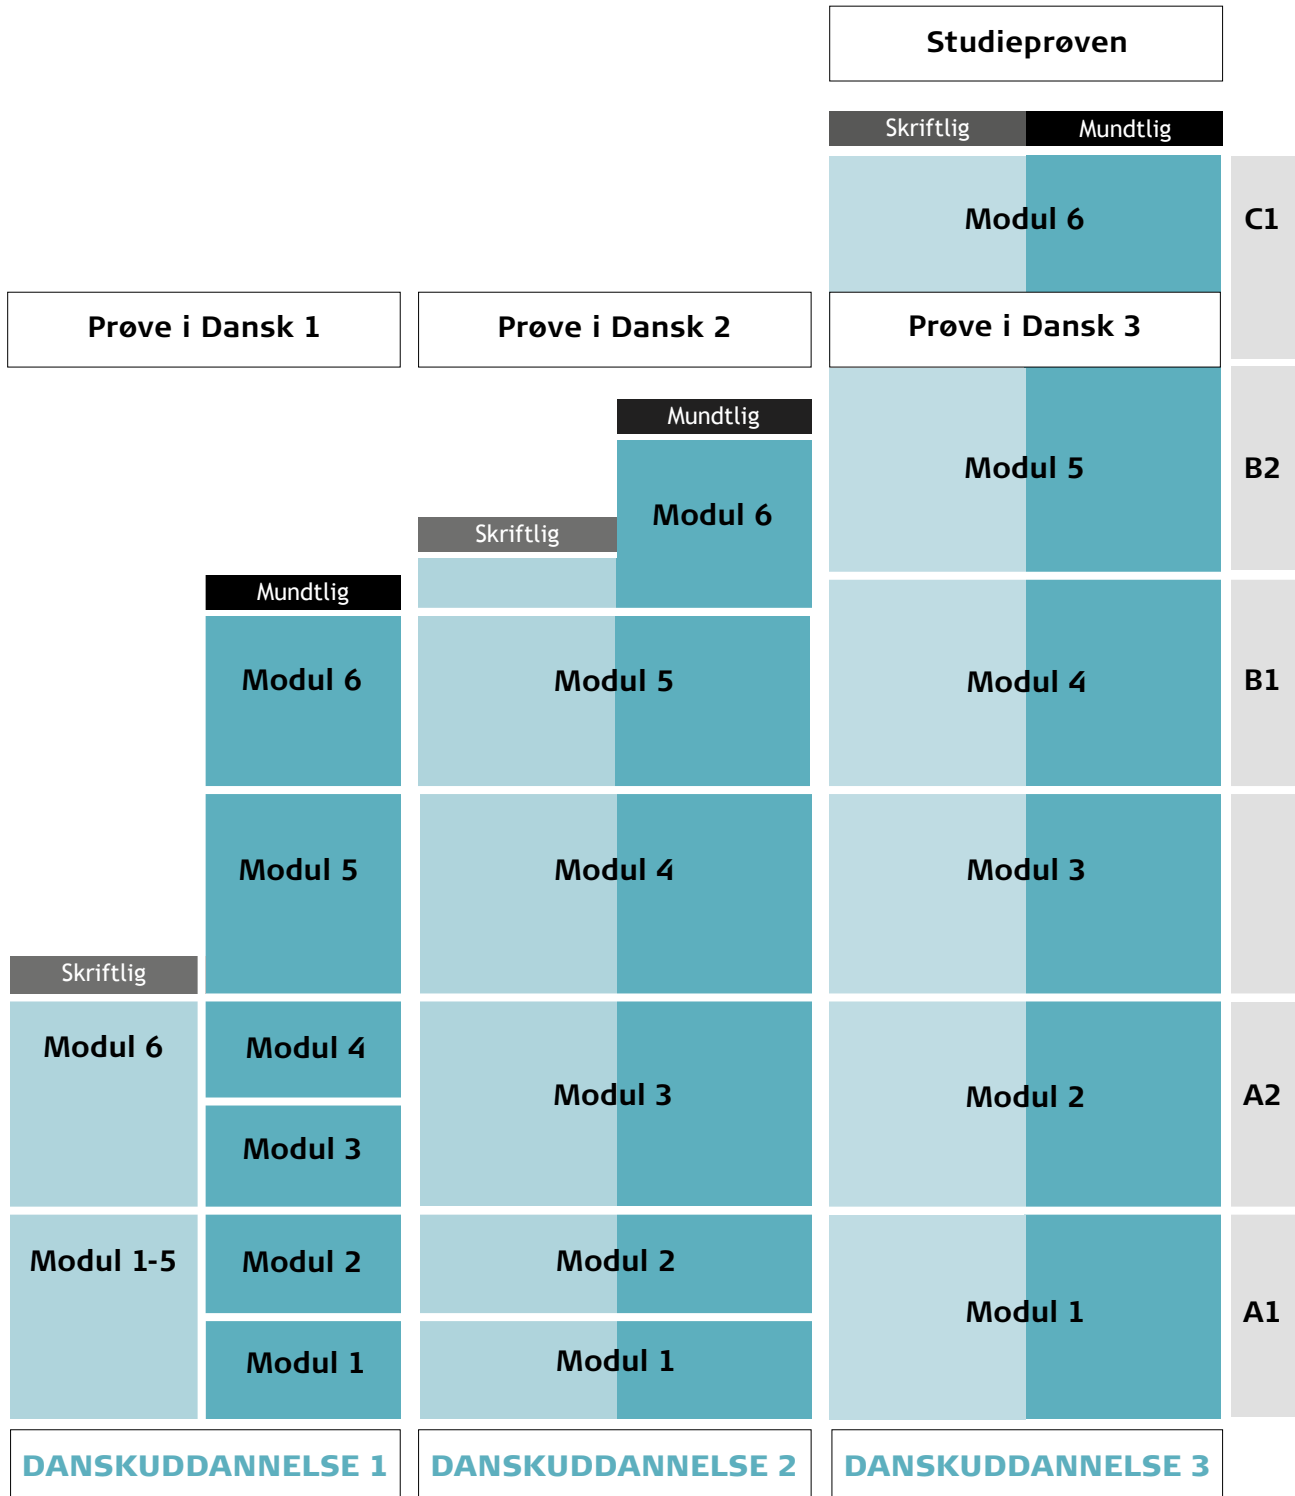 Studieprøven
Skriftlig Mundtlig
Modul 6 C1
Prøve i Dansk 1 Prøve i Dansk 2 Prøve i Dansk 3
Mundtlig
Modul 5 B2
Modul 6
Skriftlig
Mundtlig
Modul 6 Modul 5 Modul 4 B1
Modul 5 Modul 4 Modul 3
Skriftlig
Modul 6 Modul 4
Modul 3 Modul 2 A2
Modul 3
Modul 1-5 Modul 2 Modul 2
Modul 1 A1
Modul 1 Modul 1
DANSKUDDANNELSE 1 DANSKUDDANNELSE 2 DANSKUDDANNELSE 3